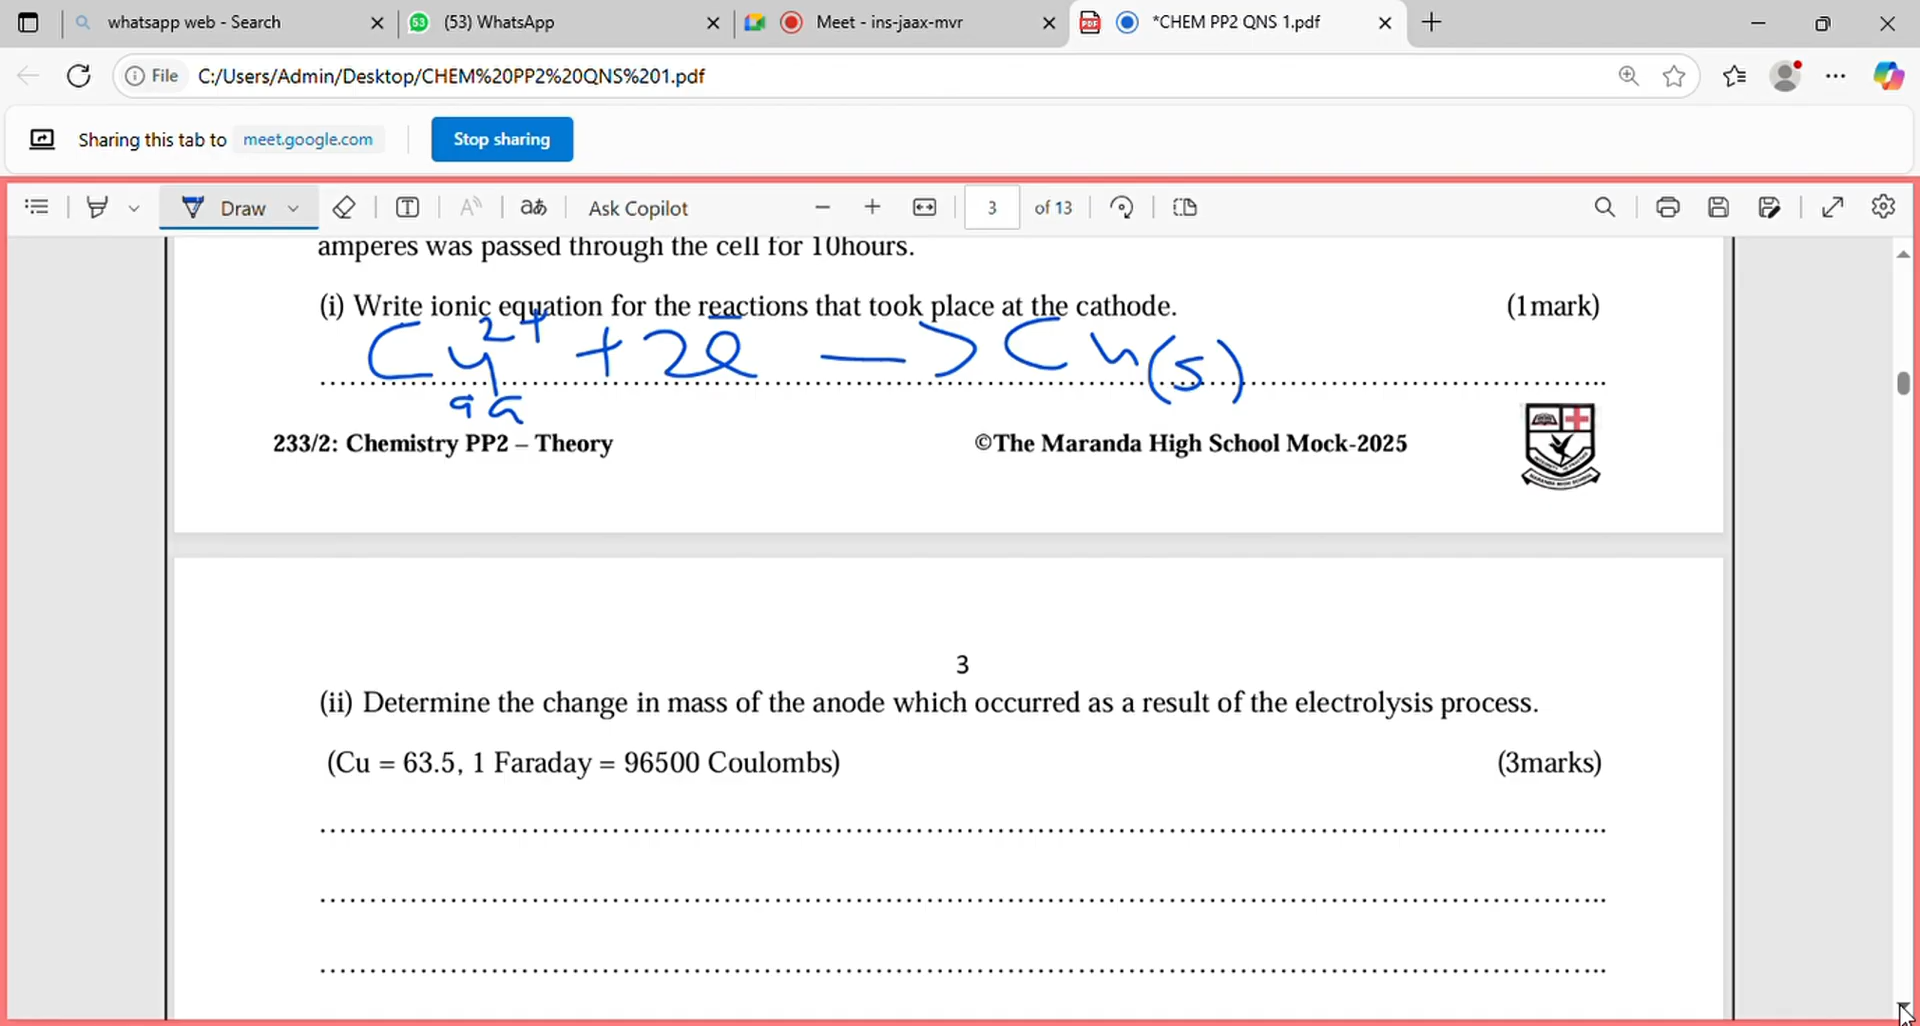 whatsapp web - Search
53
(53) WhatsApp
Meet - ins-jaax-mvr
PDF
*CHEM PP2 QNS 1.pdf
File
C:/Users/Admin/Desktop/CHEM%20PP2%20QNS%201.pdf
Sharing this tab to meet.google.com
Stop sharing
Draw
T
aあ
Ask Copilot
3 of 13
amperes was passed through the cell for 10hours.
(i) Write ionic equation for the reactions that took place at the cathode. (1mark)
Cu²⁺ + 2e̅ —> Cu(s)
aq
233/2: Chemistry PP2 – Theory ©The Maranda High School Mock-2025
3
(ii) Determine the change in mass of the anode which occurred as a result of the electrolysis process.
(Cu = 63.5, 1 Faraday = 96500 Coulombs) (3marks)